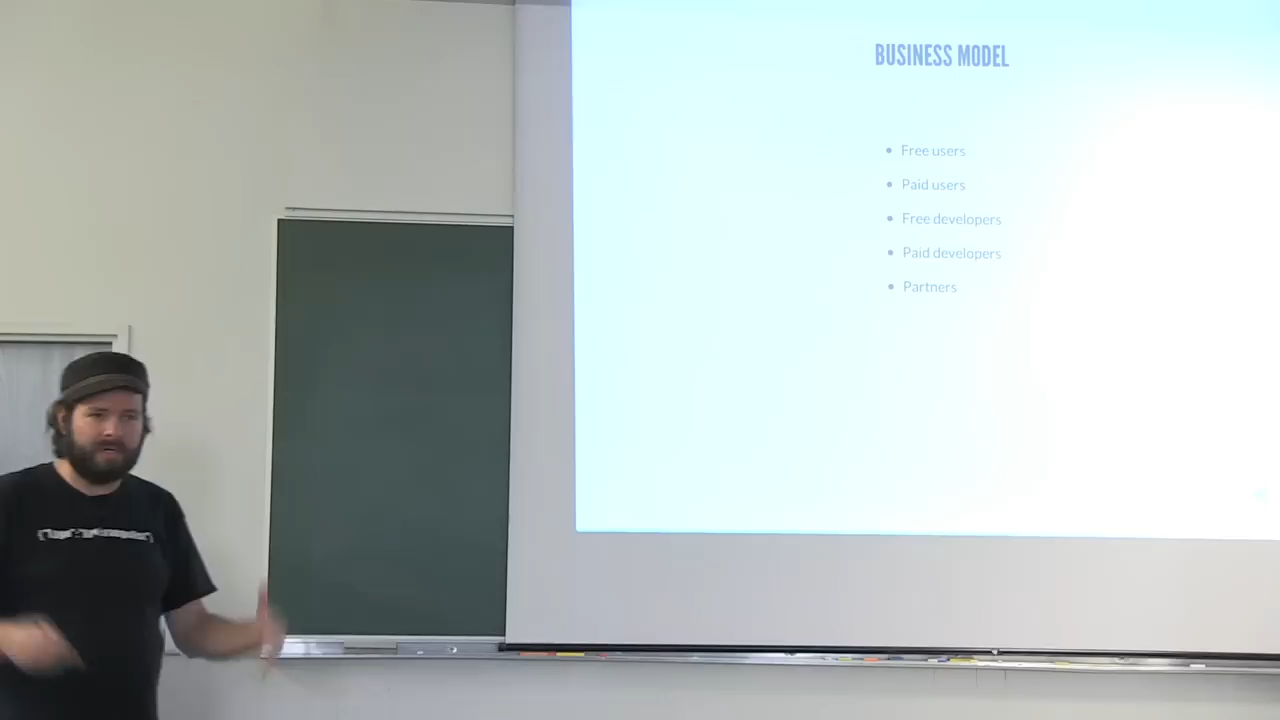 BUSINESS MODEL
Free users
Paid users
Free developers
Paid developers
Partners